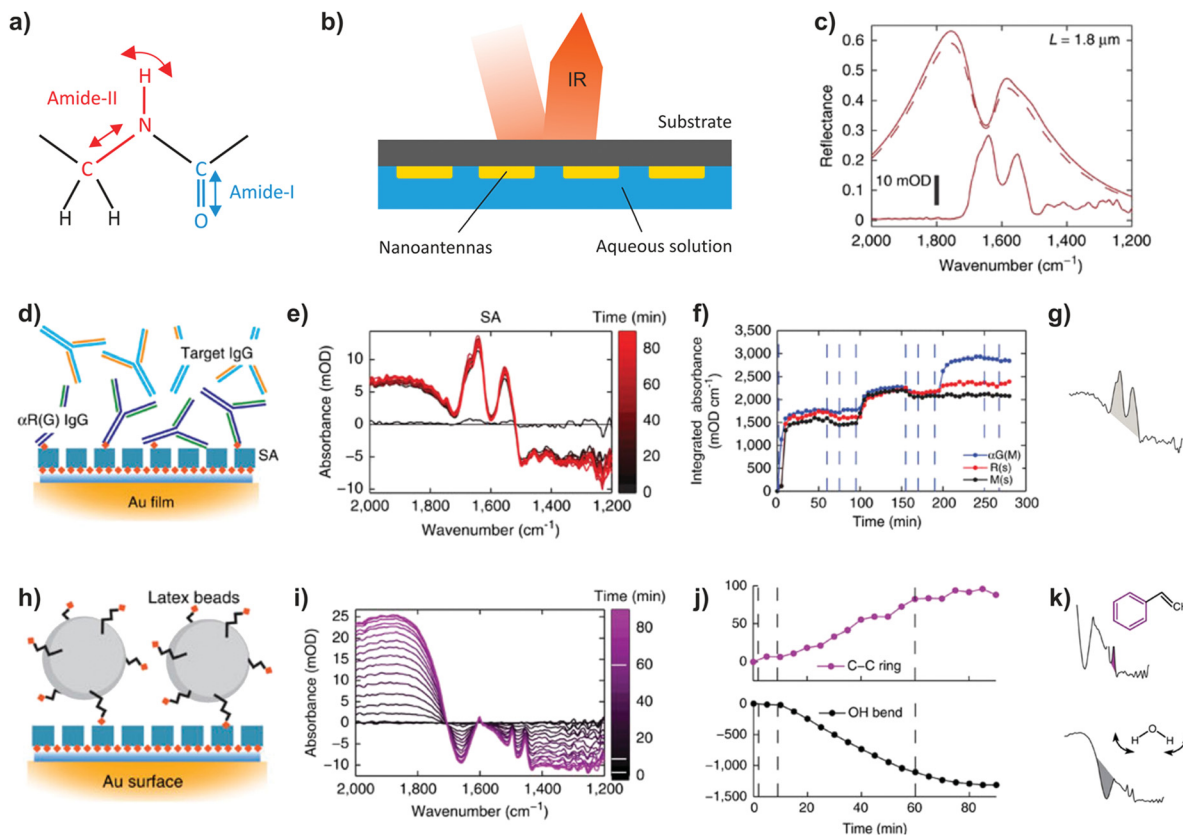 a)
H
Amide-II
N
C
C
H
H
O
Amide-I
b)
IR
Substrate
Nanoantennas
Aqueous solution
c)
L = 1.8 μm
Reflectance
0.6
0.5
0.4
0.3
0.2
0.1
0
10 mOD
2,000 1,800 1,600 1,400 1,200
Wavenumber (cm⁻¹)
d)
Target IgG
αR(G) IgG
SA
Au film
e)
SA
Time (min)
Absorbance (mOD)
10
5
0
−5
−10
80
60
40
20
0
2,000 1,800 1,600 1,400 1,200
Wavenumber (cm⁻¹)
f)
Integrated absorbance
(mOD cm⁻¹)
3,500
3,000
2,500
2,000
1,500
1,000
500
0
αG(M)
R(s)
M(s)
0 50 100 150 200 250 300
Time (min)
g)
h)
Latex beads
Au surface
i)
Time (min)
Absorbance (mOD)
25
20
15
10
5
0
−5
−10
80
60
40
20
0
2,000 1,800 1,600 1,400 1,200
Wavenumber (cm⁻¹)
j)
100
50
0
C–C ring
0
−500
−1,000
−1,500
OH bend
0 20 40 60 80
Time (min)
k)
H O H